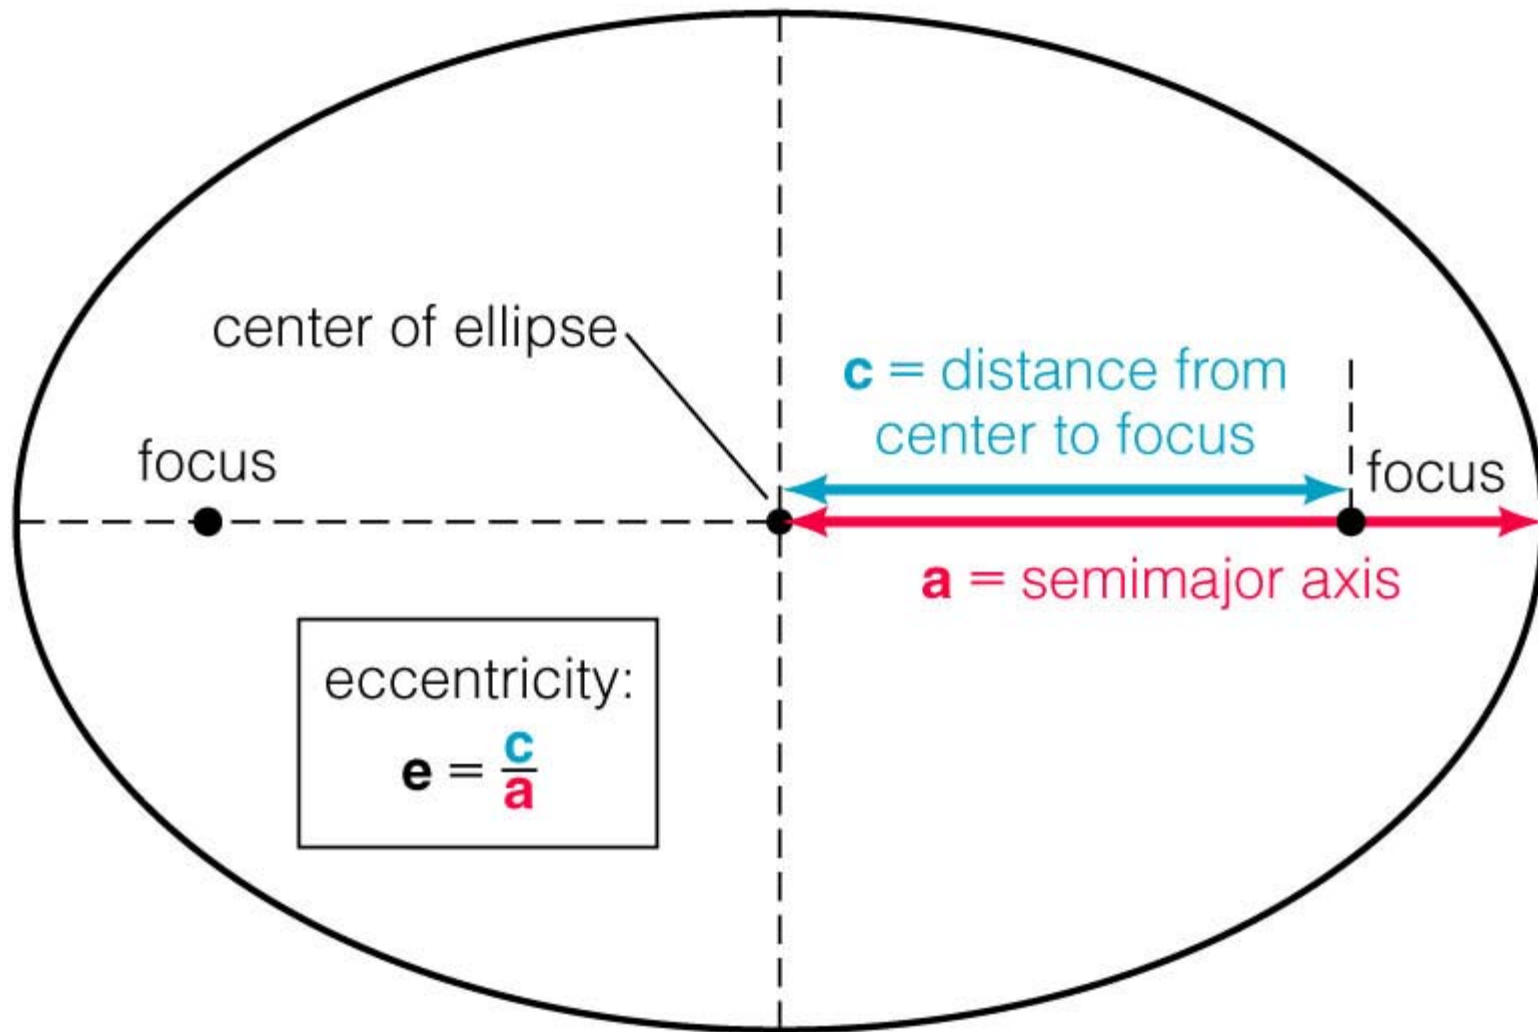 center of ellipse
focus
c = distance from
center to focus
focus
a = semimajor axis
eccentricity:
e = c/a